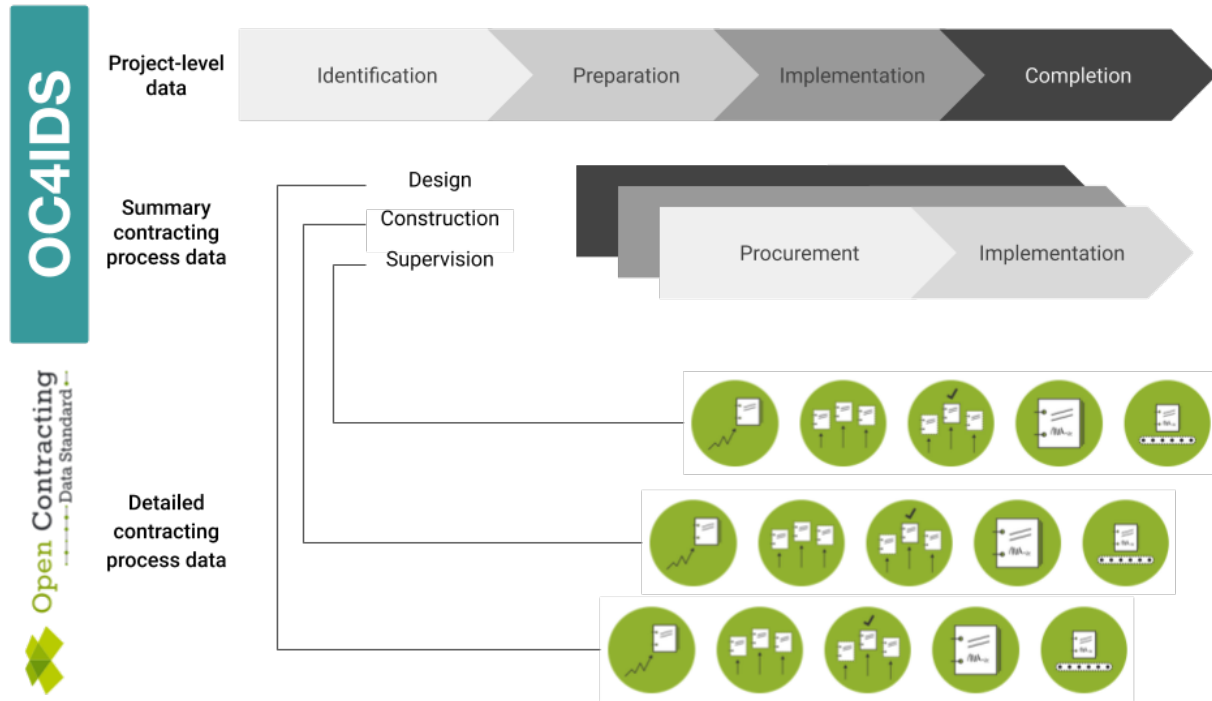 OC4IDS
Project-level
data
Identification
Preparation
Implementation
Completion
Summary
contracting
process data
Design
Construction
Supervision
Procurement
Implementation
Open Contracting
Data Standard
Detailed
contracting
process data